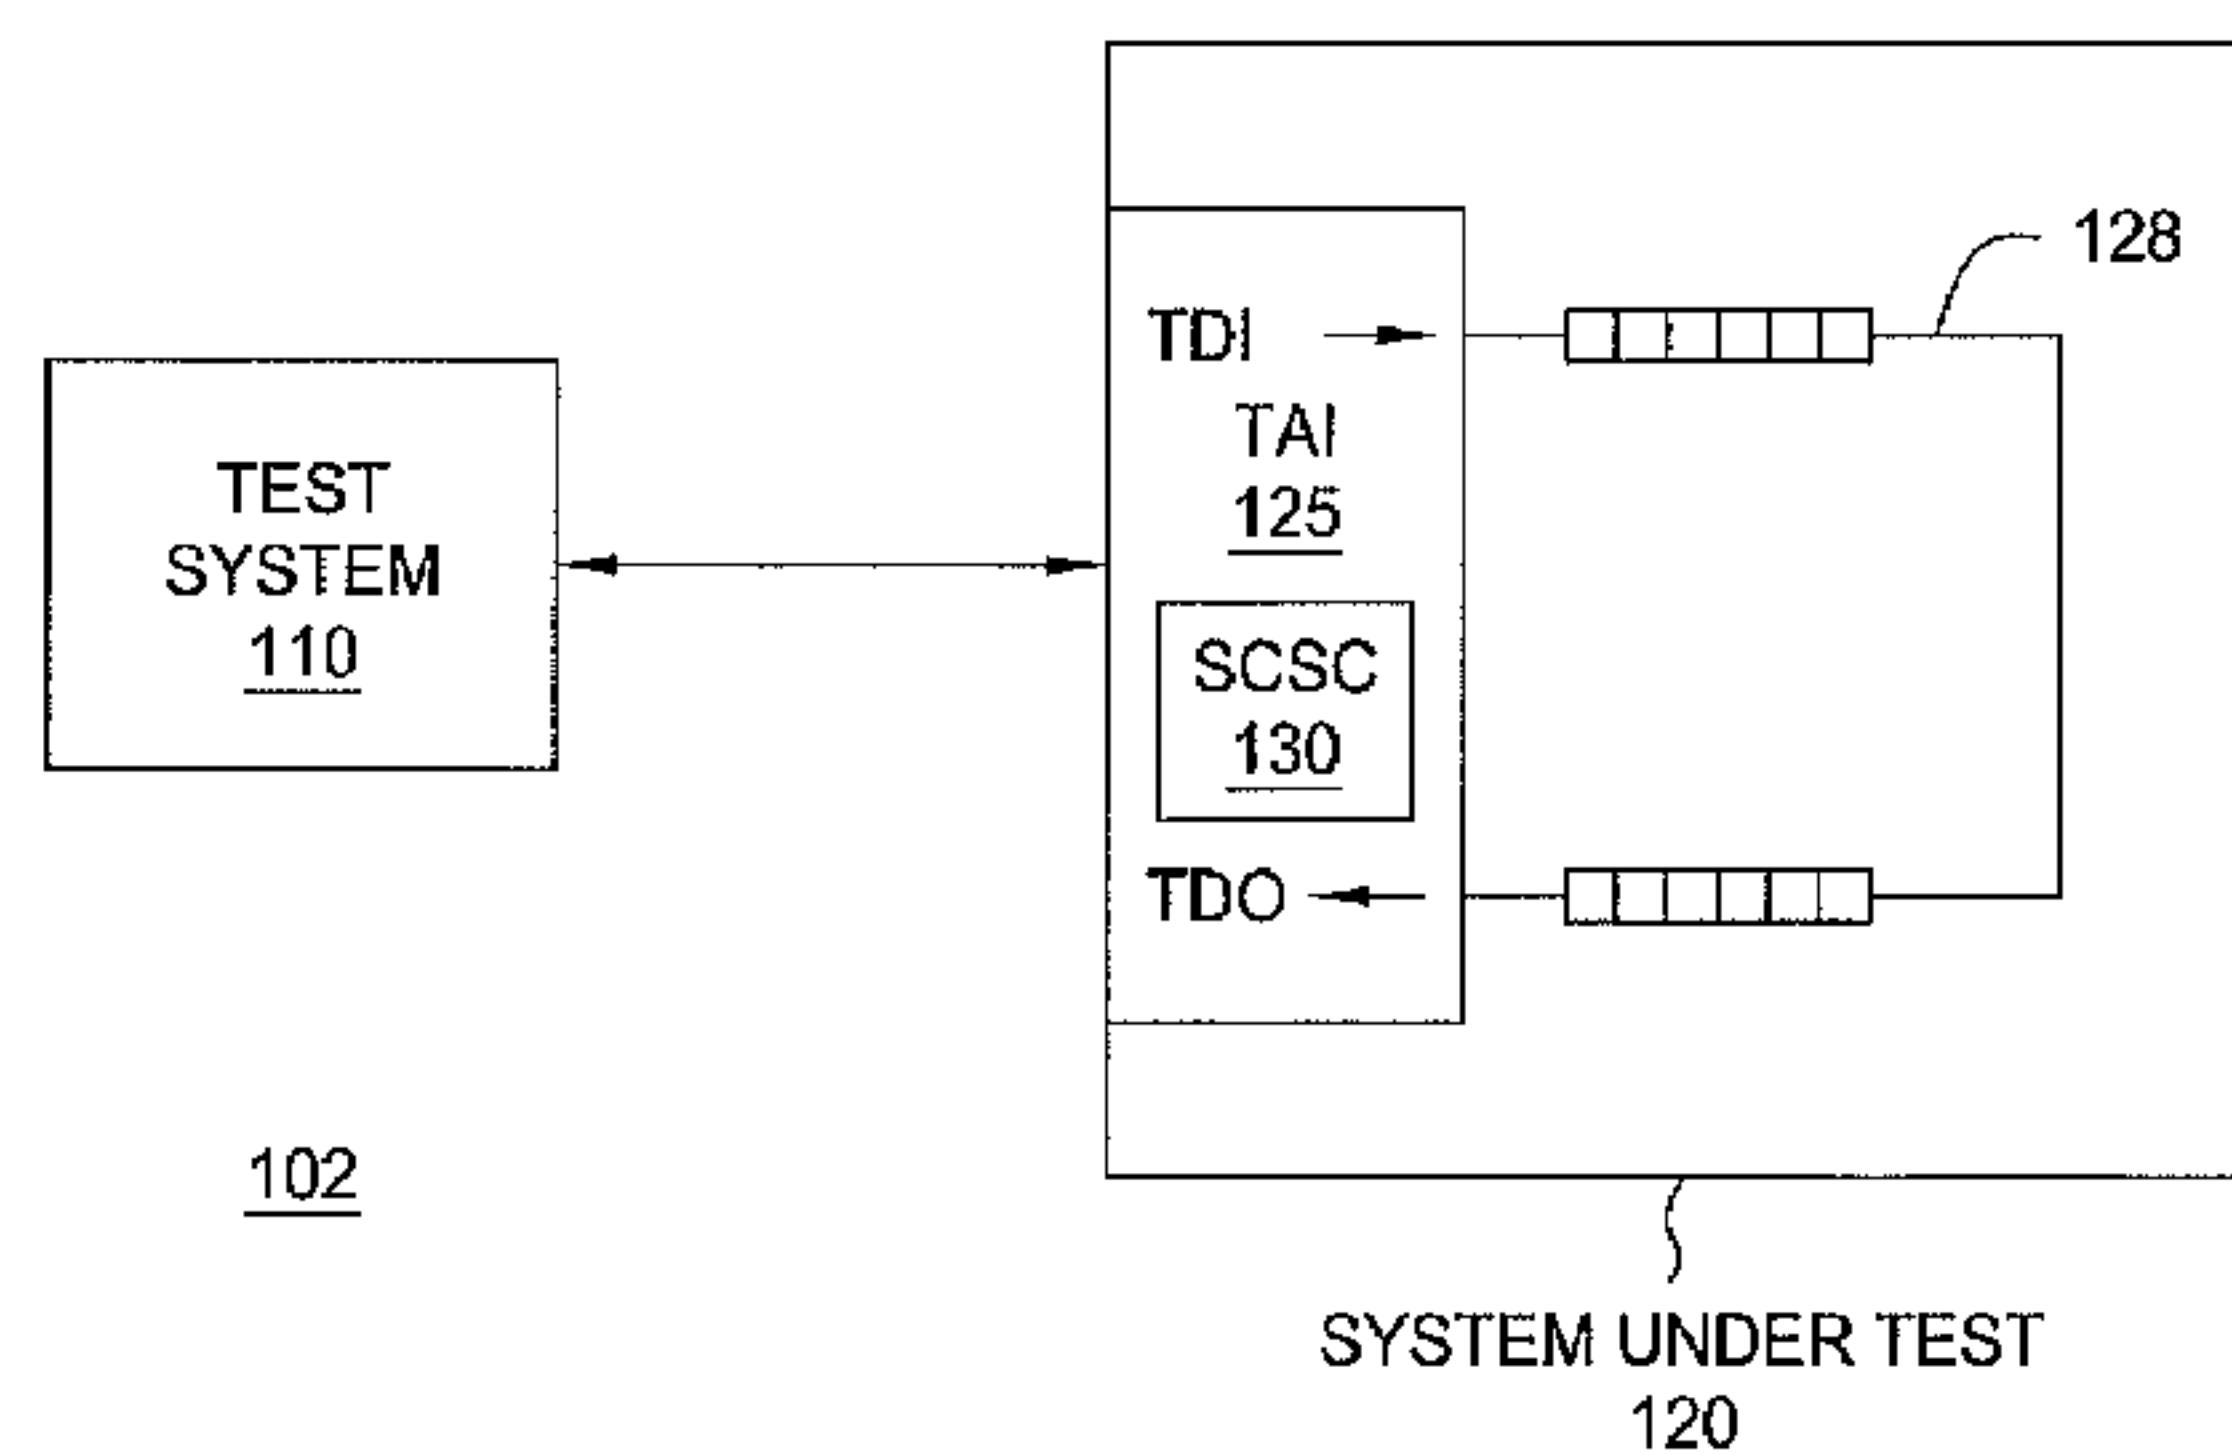 128
TDI
TAI
125
TEST
SYSTEM
110
SCSC
130
TDO
102
SYSTEM UNDER TEST
120